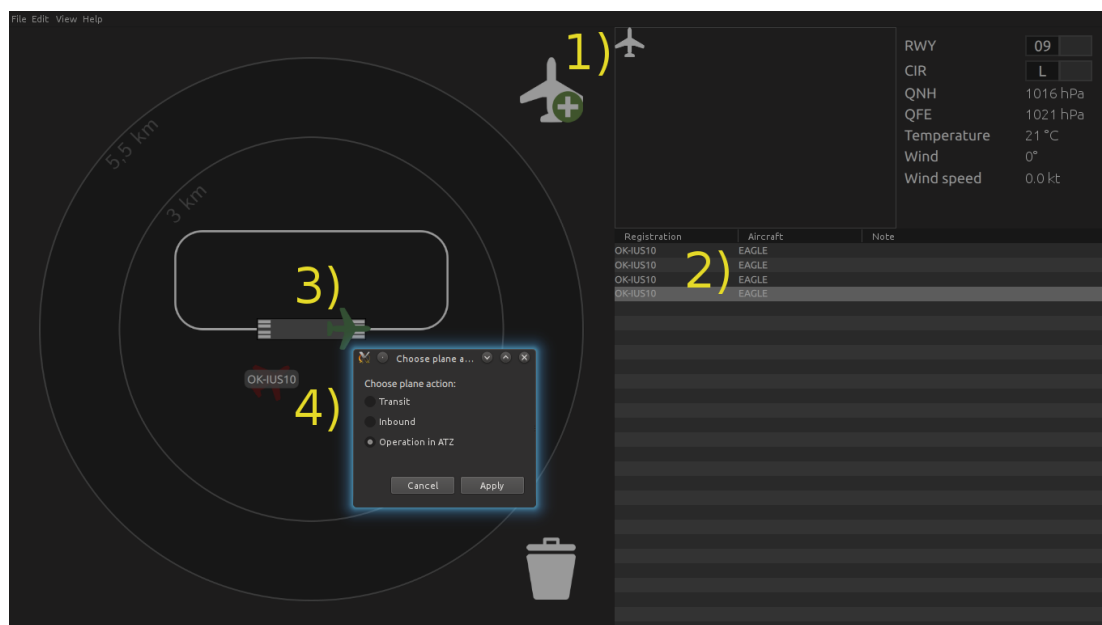 File Edit View Help
1)
RWY 09
CIR L
QNH 1016 hPa
QFE 1021 hPa
Temperature 21 °C
Wind 0°
Wind speed 0.0 kt
5,5 km
3 km
Registration Aircraft Note
OK-IUS10 EAGLE
OK-IUS10 EAGLE
OK-IUS10 EAGLE
OK-IUS10 EAGLE
2)
3)
OK-IUS10
4)
Choose plane a...
Choose plane action:
Transit
Inbound
Operation in ATZ
Cancel Apply